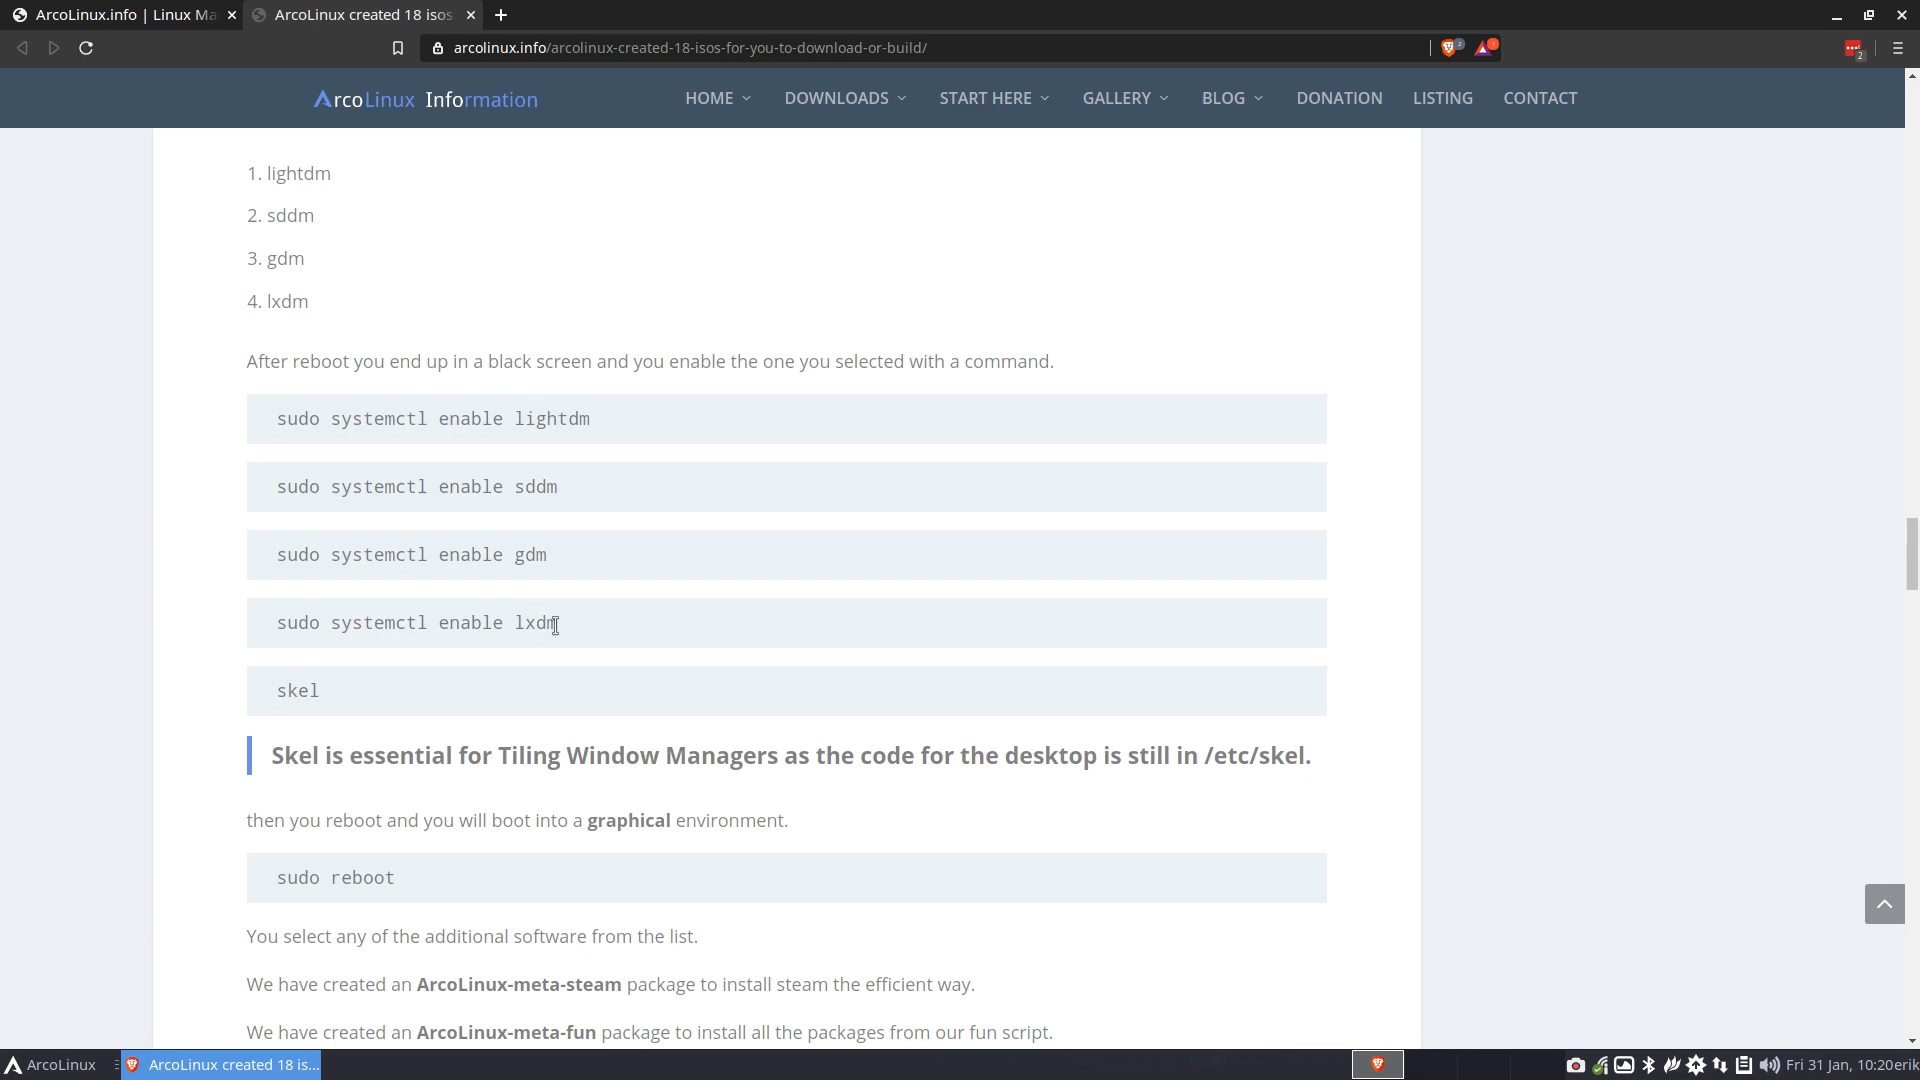 ArcoLinux.info | Linux Ma
ArcoLinux created 18 isos
arcolinux.info/arcolinux-created-18-isos-for-you-to-download-or-build/
2
1
2
ArcoLinux Information
HOME
DOWNLOADS
START HERE
GALLERY
BLOG
DONATION
LISTING
CONTACT
1. lightdm
2. sddm
3. gdm
4. lxdm
After reboot you end up in a black screen and you enable the one you selected with a command.
sudo systemctl enable lightdm
sudo systemctl enable sddm
sudo systemctl enable gdm
sudo systemctl enable lxdm
skel
Skel is essential for Tiling Window Managers as the code for the desktop is still in /etc/skel.
then you reboot and you will boot into a graphical environment.
sudo reboot
You select any of the additional software from the list.
We have created an ArcoLinux-meta-steam package to install steam the efficient way.
We have created an ArcoLinux-meta-fun package to install all the packages from our fun script.
ArcoLinux
ArcoLinux created 18 is...
Fri 31 Jan, 10:20
erik